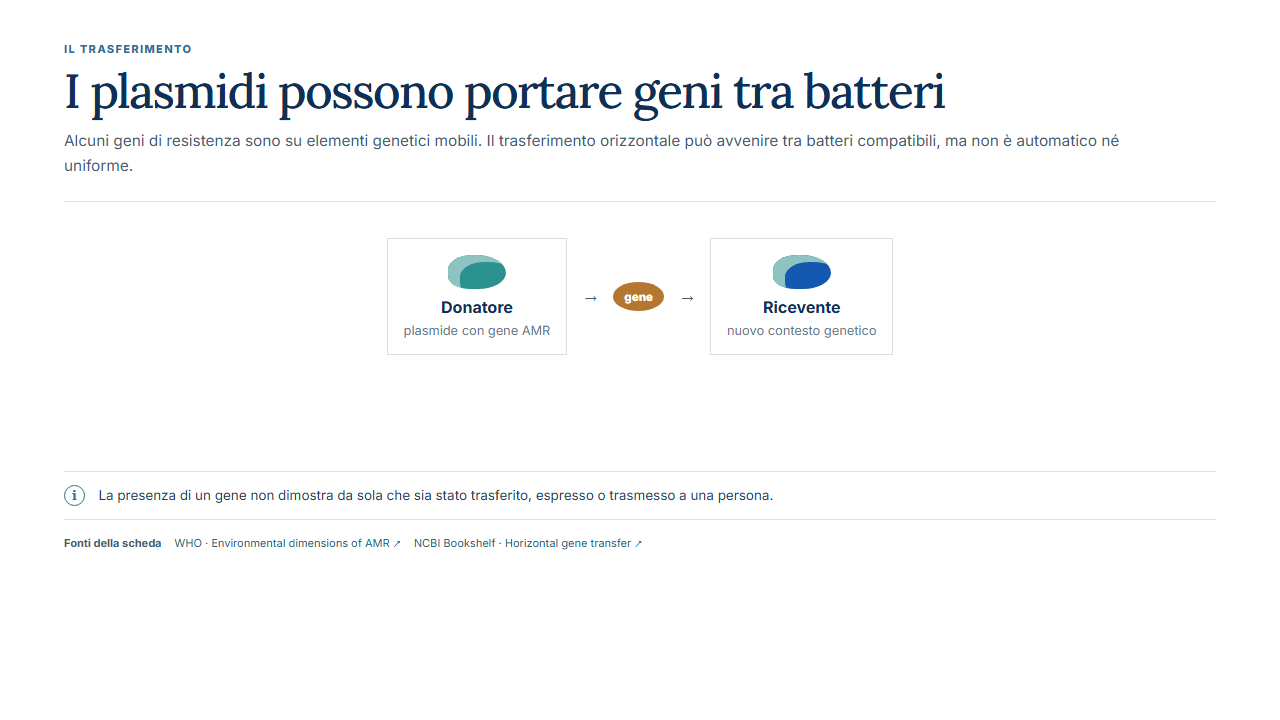 IL TRASFERIMENTO
I plasmidi possono portare geni tra batteri
Alcuni geni di resistenza sono su elementi genetici mobili. Il trasferimento orizzontale può avvenire tra batteri compatibili, ma non è automatico né
uniforme.
Donatore
plasmide con gene AMR
→ gene →
Ricevente
nuovo contesto genetico
i La presenza di un gene non dimostra da sola che sia stato trasferito, espresso o trasmesso a una persona.
Fonti della scheda WHO · Environmental dimensions of AMR ↗ NCBI Bookshelf · Horizontal gene transfer ↗